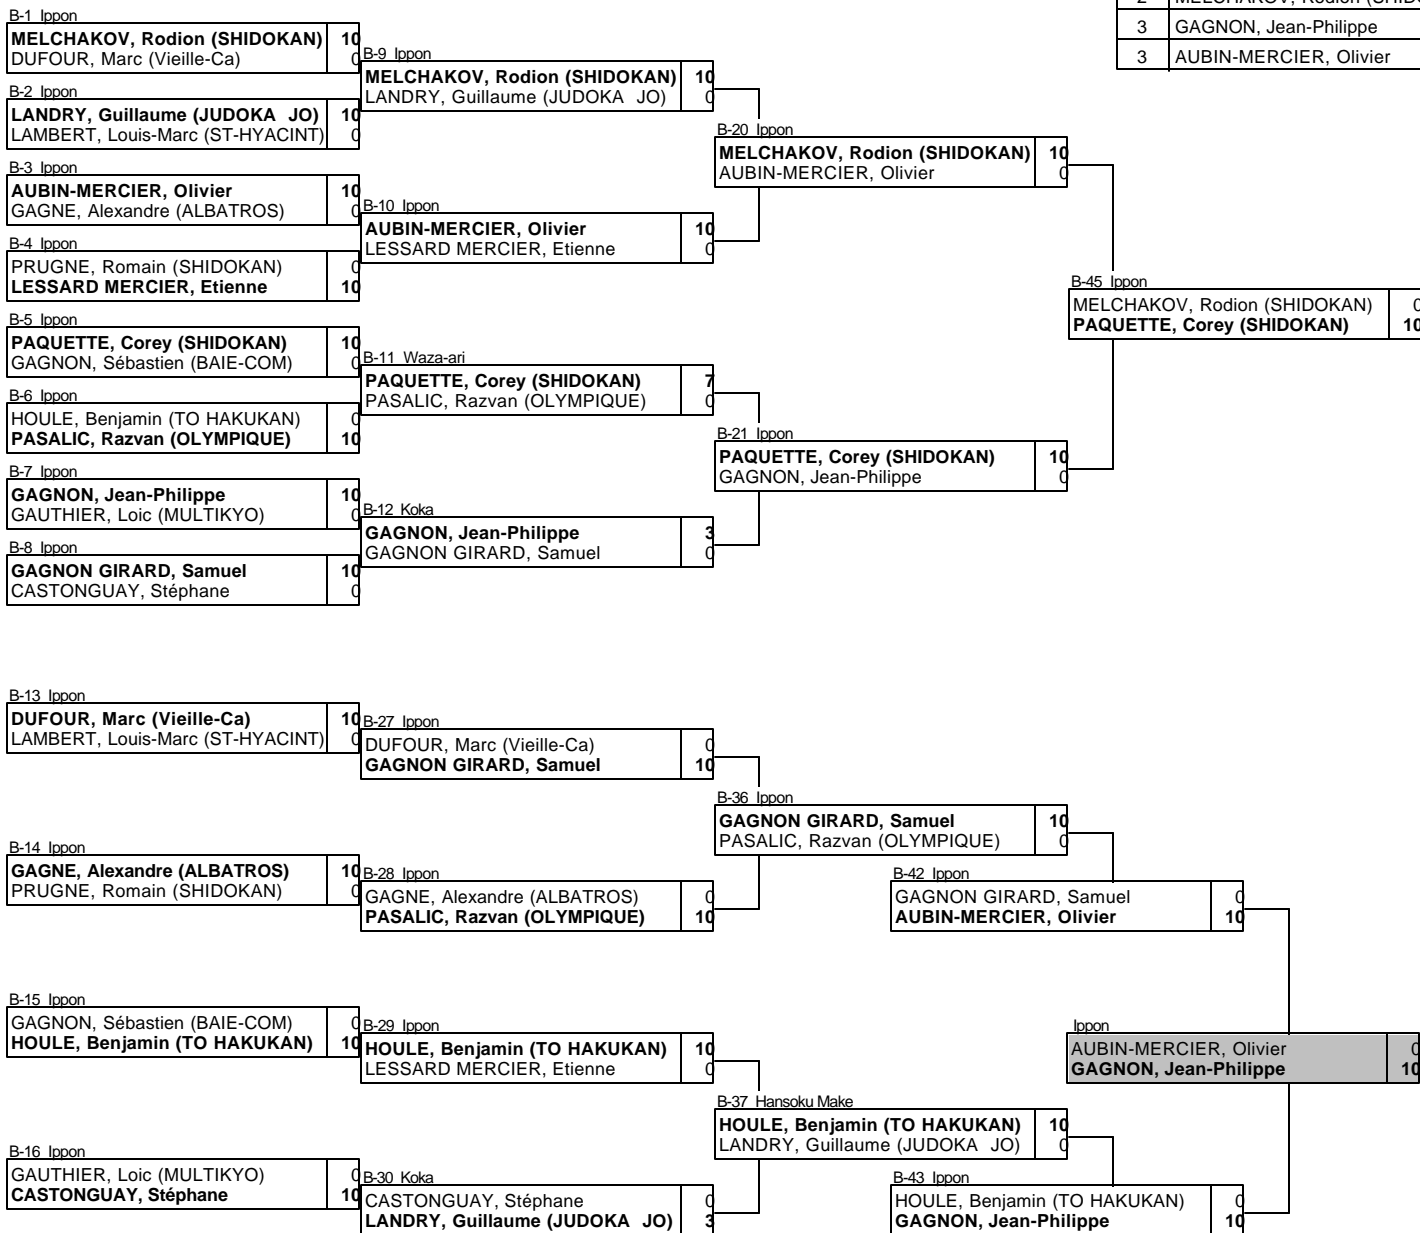 3 GAGNON, Jean-Philippe
3 AUBIN-MERCIER, Olivier
B-1 Ippon
MELCHAKOV, Rodion (SHIDOKAN) 10
DUFOUR, Marc (Vieille-Ca) 0
B-2 Ippon
LANDRY, Guillaume (JUDOKA JO) 10
LAMBERT, Louis-Marc (ST-HYACINT) 0
B-3 Ippon
AUBIN-MERCIER, Olivier 10
GAGNE, Alexandre (ALBATROS) 0
B-4 Ippon
PRUGNE, Romain (SHIDOKAN) 0
LESSARD MERCIER, Etienne 10
B-5 Ippon
PAQUETTE, Corey (SHIDOKAN) 10
GAGNON, Sébastien (BAIE-COM) 0
B-6 Ippon
HOULE, Benjamin (TO HAKUKAN) 0
PASALIC, Razvan (OLYMPIQUE) 10
B-7 Ippon
GAGNON, Jean-Philippe 10
GAUTHIER, Loic (MULTIKYO) 0
B-8 Ippon
GAGNON GIRARD, Samuel 10
CASTONGUAY, Stéphane 0
B-9 Ippon
MELCHAKOV, Rodion (SHIDOKAN) 10
LANDRY, Guillaume (JUDOKA JO) 0
B-10 Ippon
AUBIN-MERCIER, Olivier 10
LESSARD MERCIER, Etienne 0
B-11 Waza-ari
PAQUETTE, Corey (SHIDOKAN) 7
PASALIC, Razvan (OLYMPIQUE) 0
B-12 Koka
GAGNON, Jean-Philippe 3
GAGNON GIRARD, Samuel 0
B-20 Ippon
MELCHAKOV, Rodion (SHIDOKAN) 10
AUBIN-MERCIER, Olivier 0
B-21 Ippon
PAQUETTE, Corey (SHIDOKAN) 10
GAGNON, Jean-Philippe 0
B-45 Ippon
MELCHAKOV, Rodion (SHIDOKAN) 0
PAQUETTE, Corey (SHIDOKAN) 10
B-13 Ippon
DUFOUR, Marc (Vieille-Ca) 10
LAMBERT, Louis-Marc (ST-HYACINT) 0
B-14 Ippon
GAGNE, Alexandre (ALBATROS) 10
PRUGNE, Romain (SHIDOKAN) 0
B-15 Ippon
GAGNON, Sébastien (BAIE-COM) 0
HOULE, Benjamin (TO HAKUKAN) 10
B-16 Ippon
GAUTHIER, Loic (MULTIKYO) 0
CASTONGUAY, Stéphane 10
B-27 Ippon
DUFOUR, Marc (Vieille-Ca) 0
GAGNON GIRARD, Samuel 10
B-28 Ippon
GAGNE, Alexandre (ALBATROS) 0
PASALIC, Razvan (OLYMPIQUE) 10
B-29 Ippon
HOULE, Benjamin (TO HAKUKAN) 10
LESSARD MERCIER, Etienne 0
B-30 Koka
CASTONGUAY, Stéphane 0
LANDRY, Guillaume (JUDOKA JO) 3
B-36 Ippon
GAGNON GIRARD, Samuel 10
PASALIC, Razvan (OLYMPIQUE) 0
B-37 Hansoku Make
HOULE, Benjamin (TO HAKUKAN) 10
LANDRY, Guillaume (JUDOKA JO) 0
B-42 Ippon
GAGNON GIRARD, Samuel 0
AUBIN-MERCIER, Olivier 10
B-43 Ippon
HOULE, Benjamin (TO HAKUKAN) 0
GAGNON, Jean-Philippe 10
Ippon
AUBIN-MERCIER, Olivier 0
GAGNON, Jean-Philippe 10